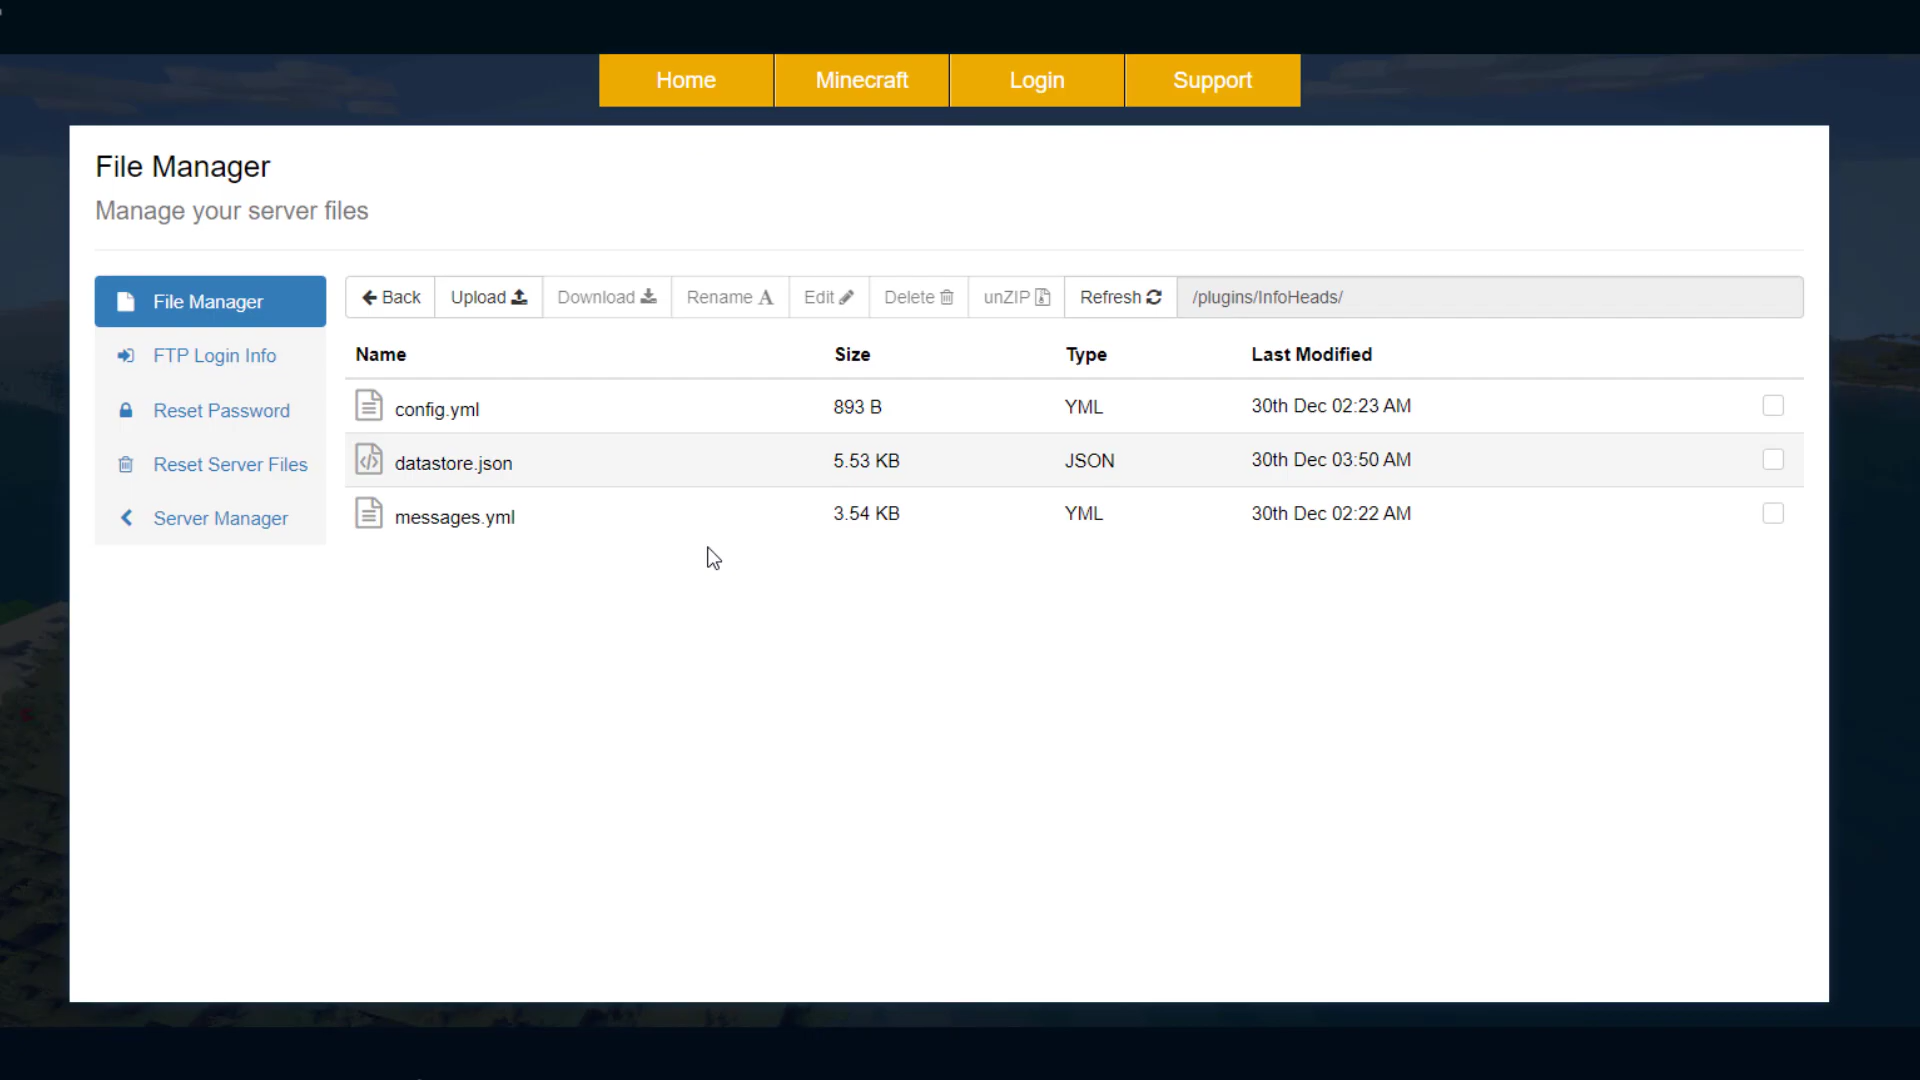 Home Minecraft Login Support
File Manager
Manage your server files
File Manager
FTP Login Info
Reset Password
Reset Server Files
Server Manager
Back Upload Download Rename Edit Delete unZIP Refresh /plugins/InfoHeads/
Name Size Type Last Modified
config.yml 893 B YML 30th Dec 02:23 AM
datastore.json 5.53 KB JSON 30th Dec 03:50 AM
messages.yml 3.54 KB YML 30th Dec 02:22 AM